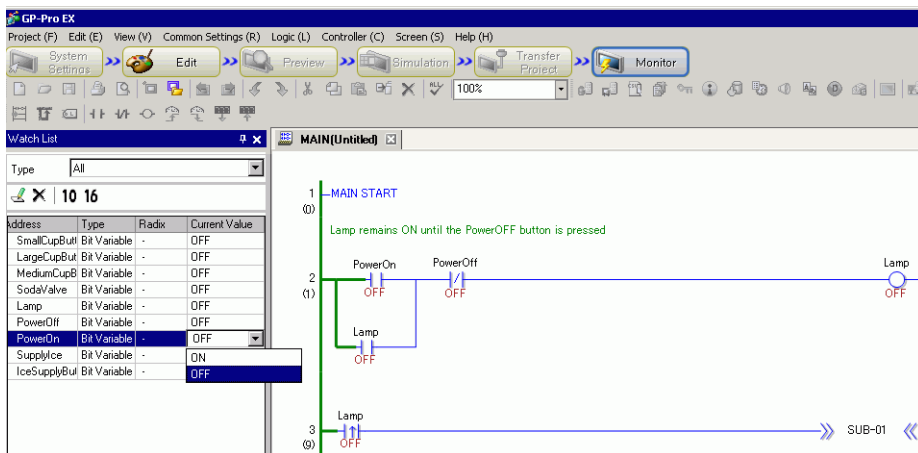 GP-Pro EX
Project (F) Edit (E) View (V) Common Settings (R) Logic (L) Controller (C) Screen (S) Help (H)
System Settings Edit Preview Simulation Transfer Project Monitor
100%
Watch List
MAIN(Untitled)
Type All
10 16
Address Type Radix Current Value
SmallCupButt Bit Variable - OFF
LargeCupBut Bit Variable - OFF
MediumCupB Bit Variable - OFF
SodaValve Bit Variable - OFF
Lamp Bit Variable - OFF
PowerOff Bit Variable - OFF
PowerOn Bit Variable - OFF
SupplyIce Bit Variable - ON
IceSupplyBut Bit Variable - OFF
1 MAIN START
(0)
Lamp remains ON until the PowerOFF button is pressed
PowerOn PowerOff Lamp
2
(1) OFF OFF OFF
Lamp
OFF
Lamp
3 SUB-01
(9) OFF